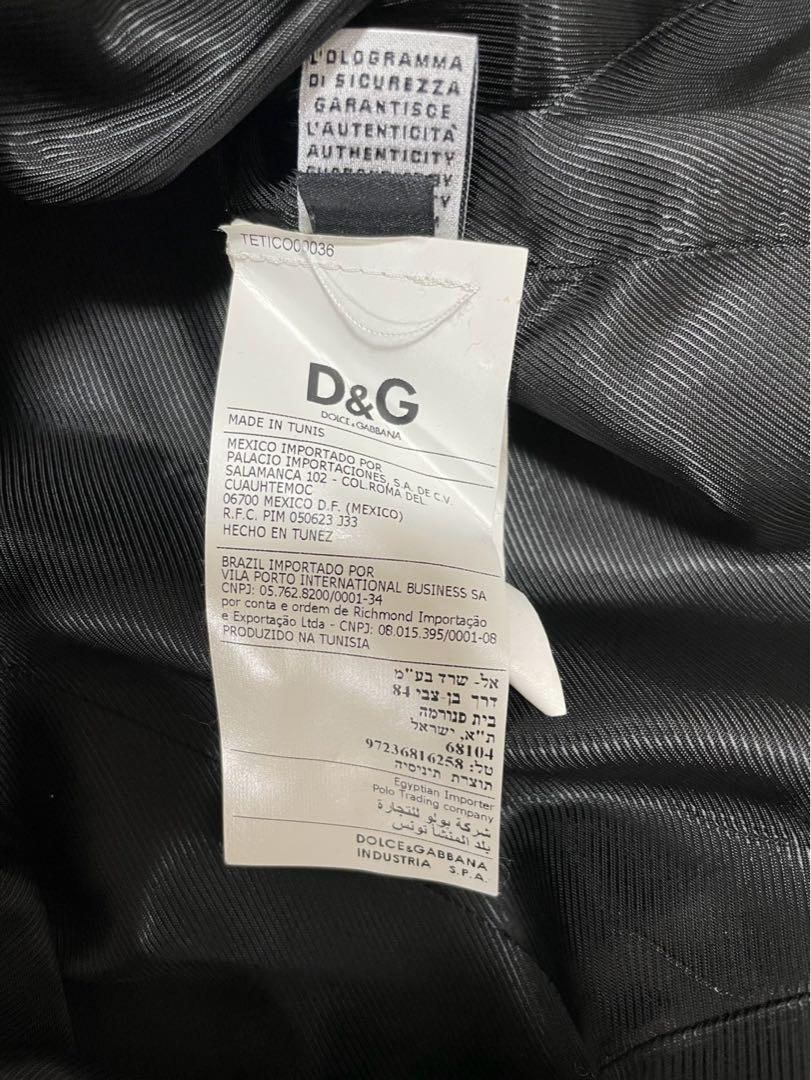 L'OLOGRAMMA
DI SICUREZZA
GARANTISCE
L'AUTENTICITÀ
AUTHENTICITY
GUARANTEED BY
TETICO00036
D&G
DOLCE & GABBANA
MADE IN TUNIS
MEXICO IMPORTADO POR
PALACIO IMPORTACIONES, S.A. DE C.V.
SALAMANCA 102 - COL.ROMA DEL.
CUAUHTEMOC
06700 MEXICO D.F. (MEXICO)
R.F.C. PIM 050623 J33
HECHO EN TUNEZ
BRAZIL IMPORTADO POR
VILA PORTO INTERNATIONAL BUSINESS SA
CNPJ: 05.762.8200/0001-34
por conta e ordem de Richmond Importação
e Exportação Ltda - CNPJ: 08.015.395/0001-08
PRODUZIDO NA TUNISIA
אל- שרד בע"מ
דרך בן-צבי 84
בית פנורמה
ת"א, ישראל
68104
טל: 97236816258
תוצרת תיניסיה
Egyptian Importer
Polo Trading company
شركة بولو للتجارة
بلد المنشأ تونس
DOLCE&GABBANA
INDUSTRIA S.P.A.